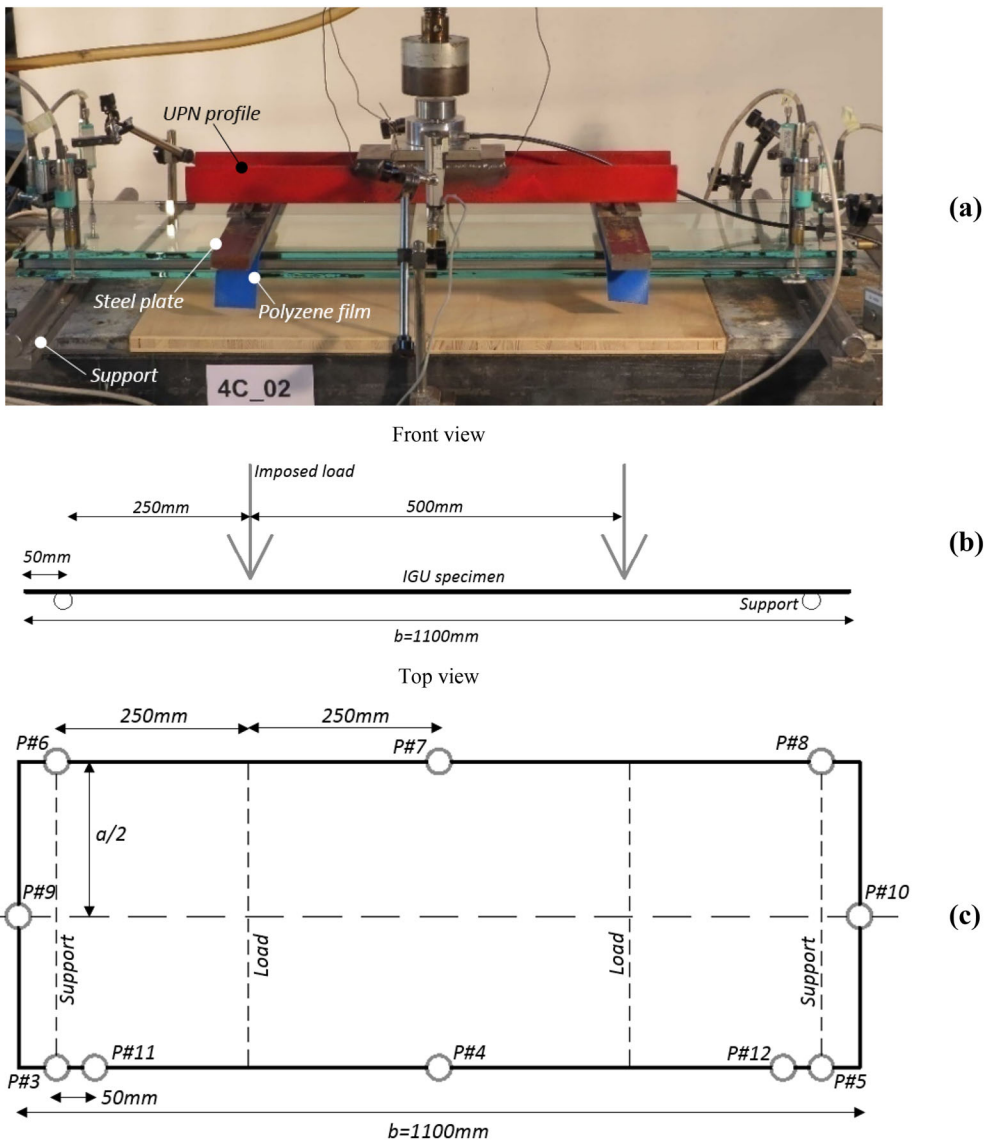 UPN profile
(a)
Steel plate
Polyzene film
Support
4C_02
Front view
Imposed load
250mm
500mm
(b)
50mm
IGU specimen
Support
b=1100mm
Top view
250mm
250mm
P#6
P#7
P#8
a/2
P#9
P#10
(c)
Support
Load
Load
Support
P#11
P#4
P#12
P#3
P#5
50mm
b=1100mm